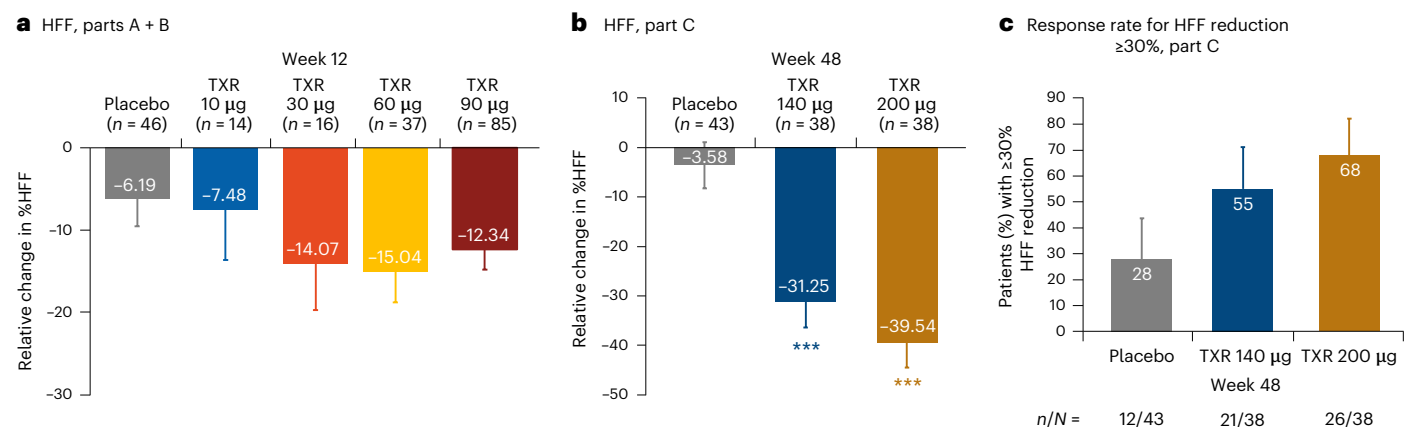 a HFF, parts A + B
Week 12
Placebo
(n = 46)
TXR
10 µg
(n = 14)
TXR
30 µg
(n = 16)
TXR
60 µg
(n = 37)
TXR
90 µg
(n = 85)
Relative change in %HFF
0
–10
–20
–30
–6.19
–7.48
–14.07
–15.04
–12.34
b HFF, part C
Week 48
Placebo
(n = 43)
TXR
140 µg
(n = 38)
TXR
200 µg
(n = 38)
Relative change in %HFF
10
0
–10
–20
–30
–40
–50
–3.58
–31.25
–39.54
***
***
c Response rate for HFF reduction
≥30%, part C
Patients (%) with ≥30%
HFF reduction
90
80
70
60
50
40
30
20
10
0
28
55
68
Placebo
TXR 140 µg
TXR 200 µg
Week 48
n/N = 12/43 21/38 26/38